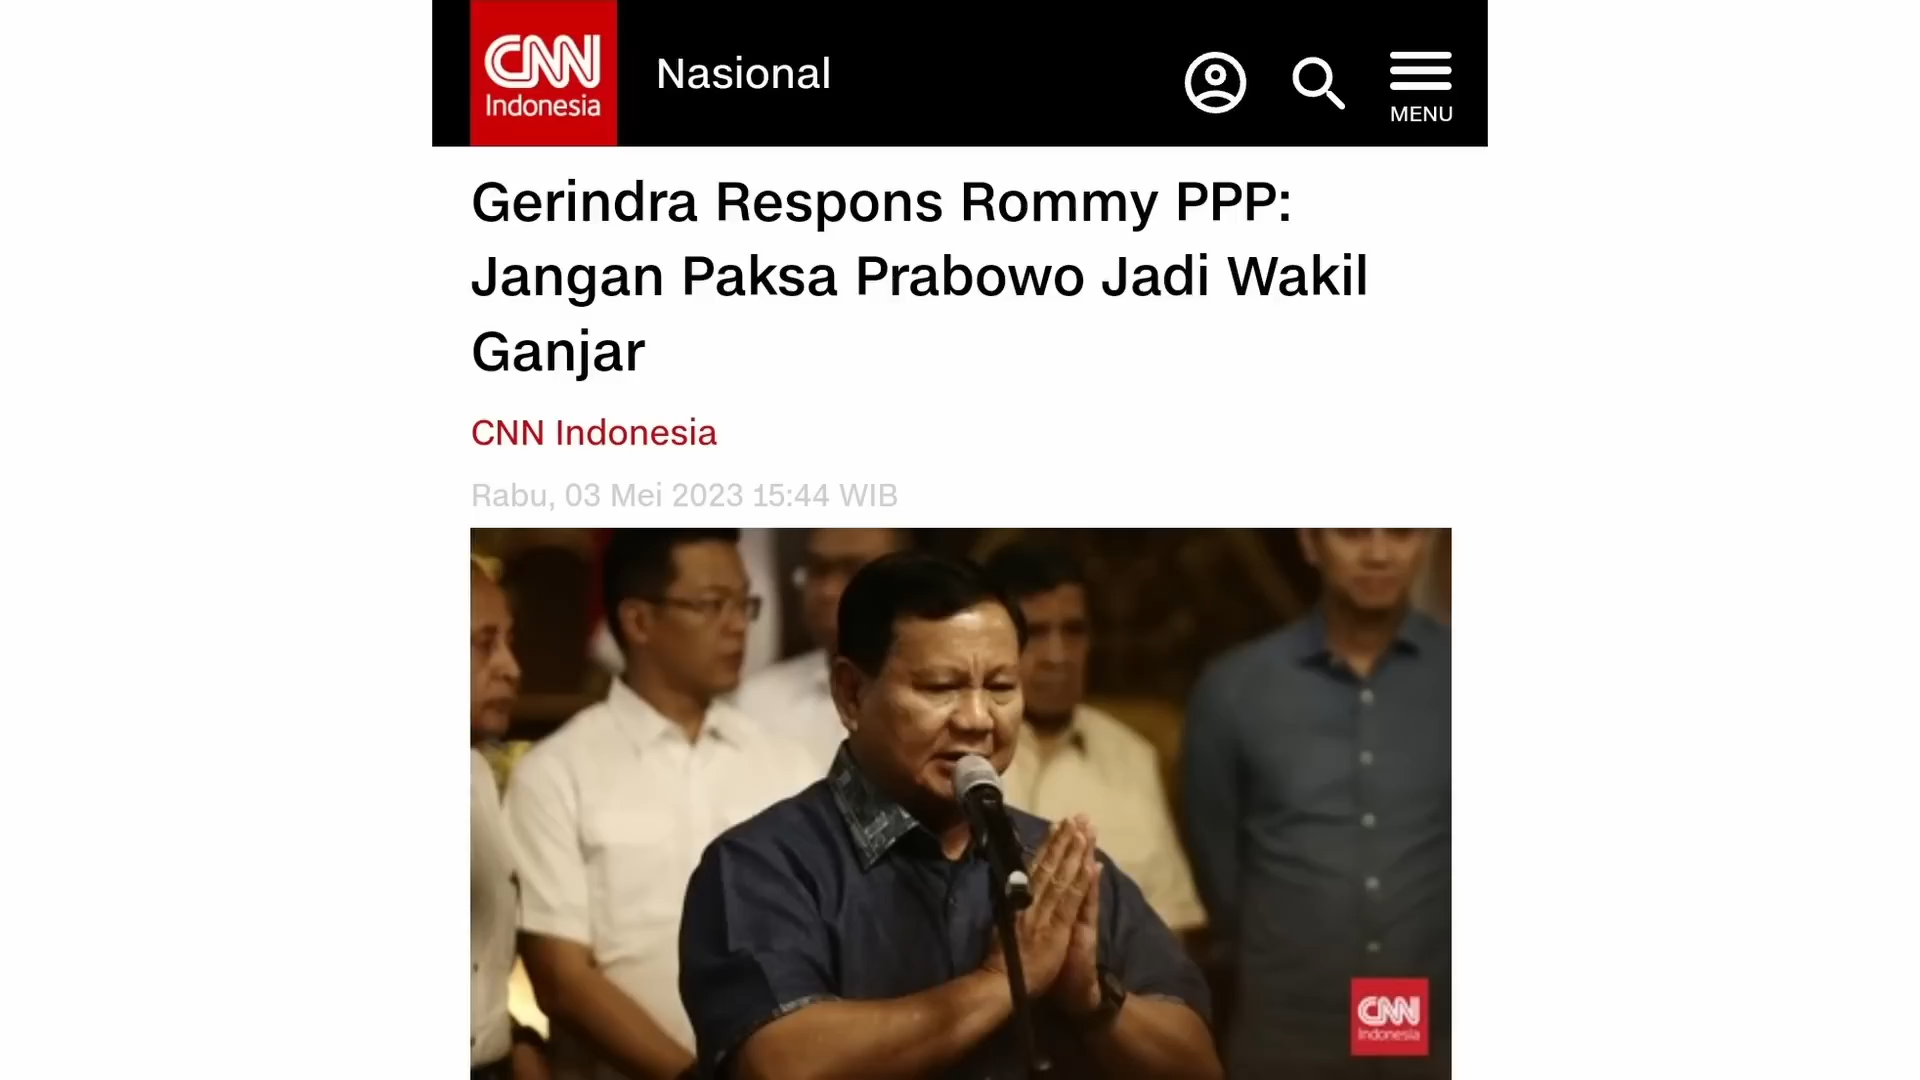 CNN
Indonesia
Nasional
MENU
Gerindra Respons Rommy PPP:
Jangan Paksa Prabowo Jadi Wakil
Ganjar
CNN Indonesia
Rabu, 03 Mei 2023 15:44 WIB
CNN
Indonesia